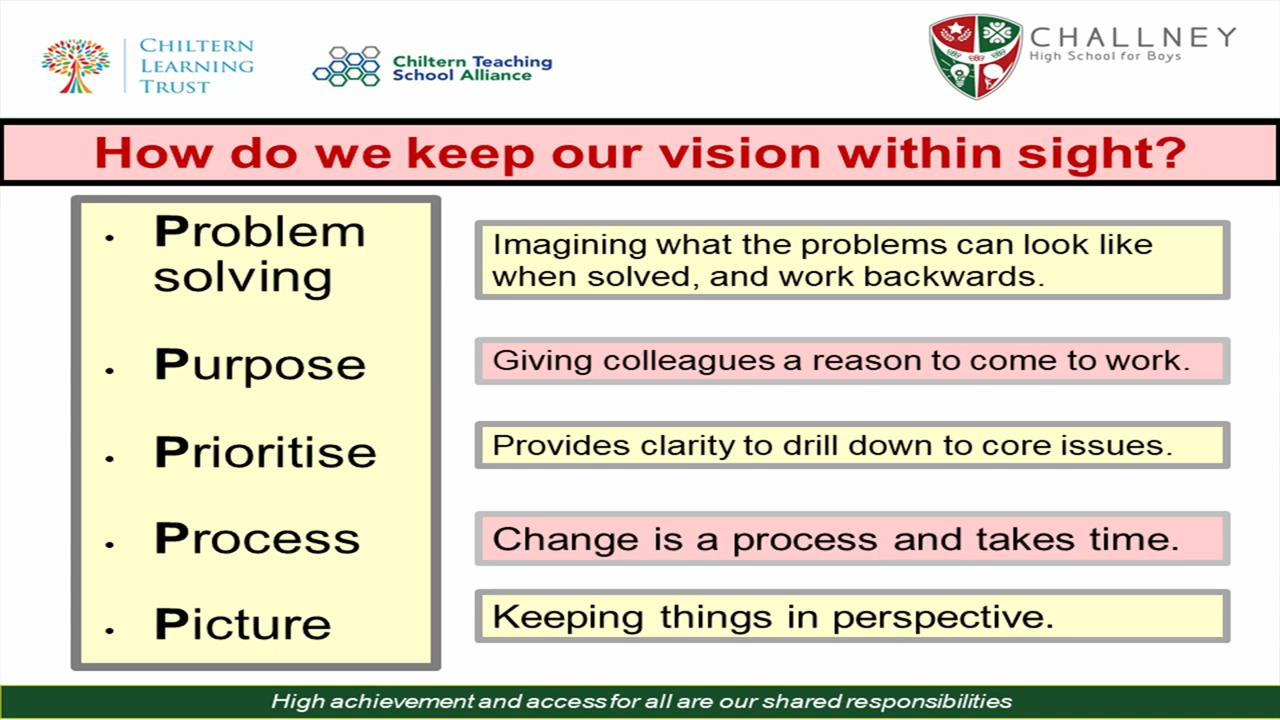 CHILTERN
LEARNING
TRUST
Chiltern Teaching
School Alliance
CHALLNEY
High School for Boys
How do we keep our vision within sight?
• Problem
solving
Imagining what the problems can look like
when solved, and work backwards.
• Purpose
Giving colleagues a reason to come to work.
• Prioritise
Provides clarity to drill down to core issues.
• Process
Change is a process and takes time.
• Picture
Keeping things in perspective.
High achievement and access for all are our shared responsibilities